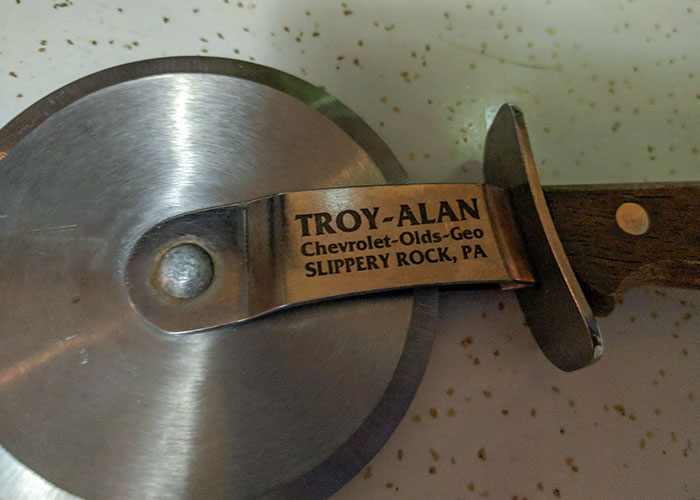 TROY-ALAN
Chevrolet-Olds-Geo
SLIPPERY ROCK, PA